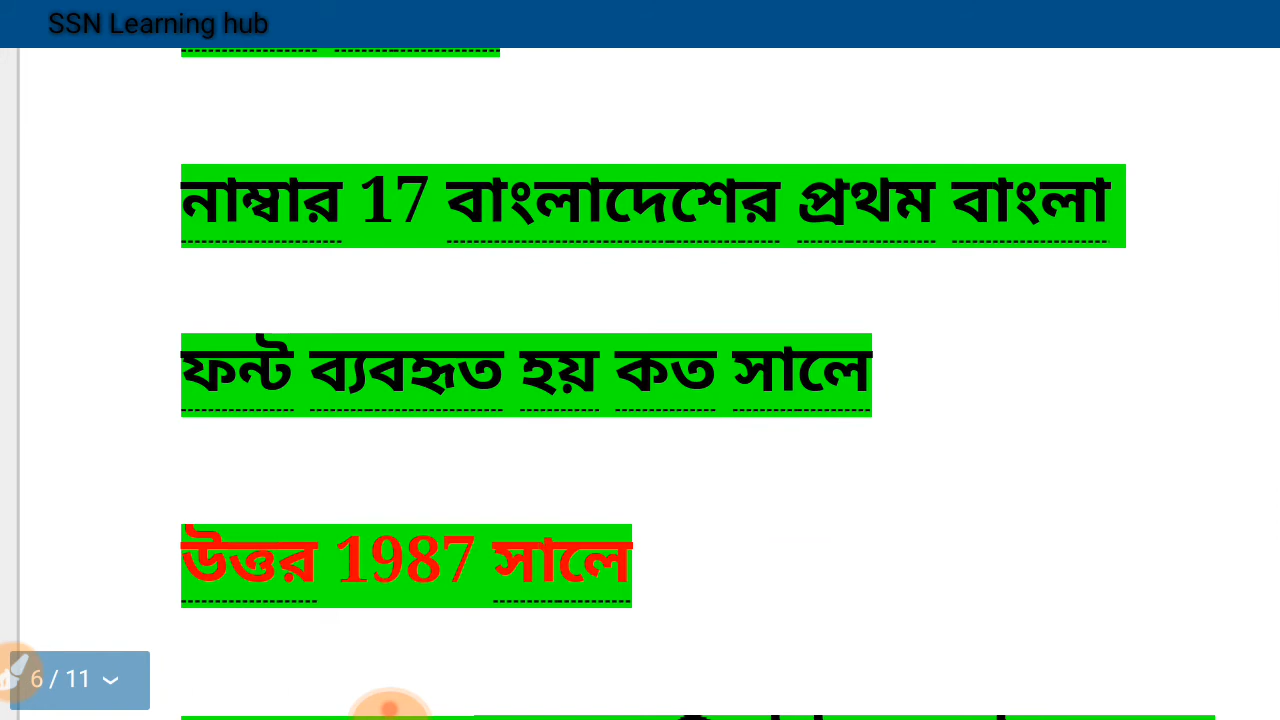 SSN Learning hub
নাম্বার 17 বাংলাদেশের প্রথম বাংলা
ফন্ট ব্যবহৃত হয় কত সালে
উত্তর 1987 সালে
6 / 11